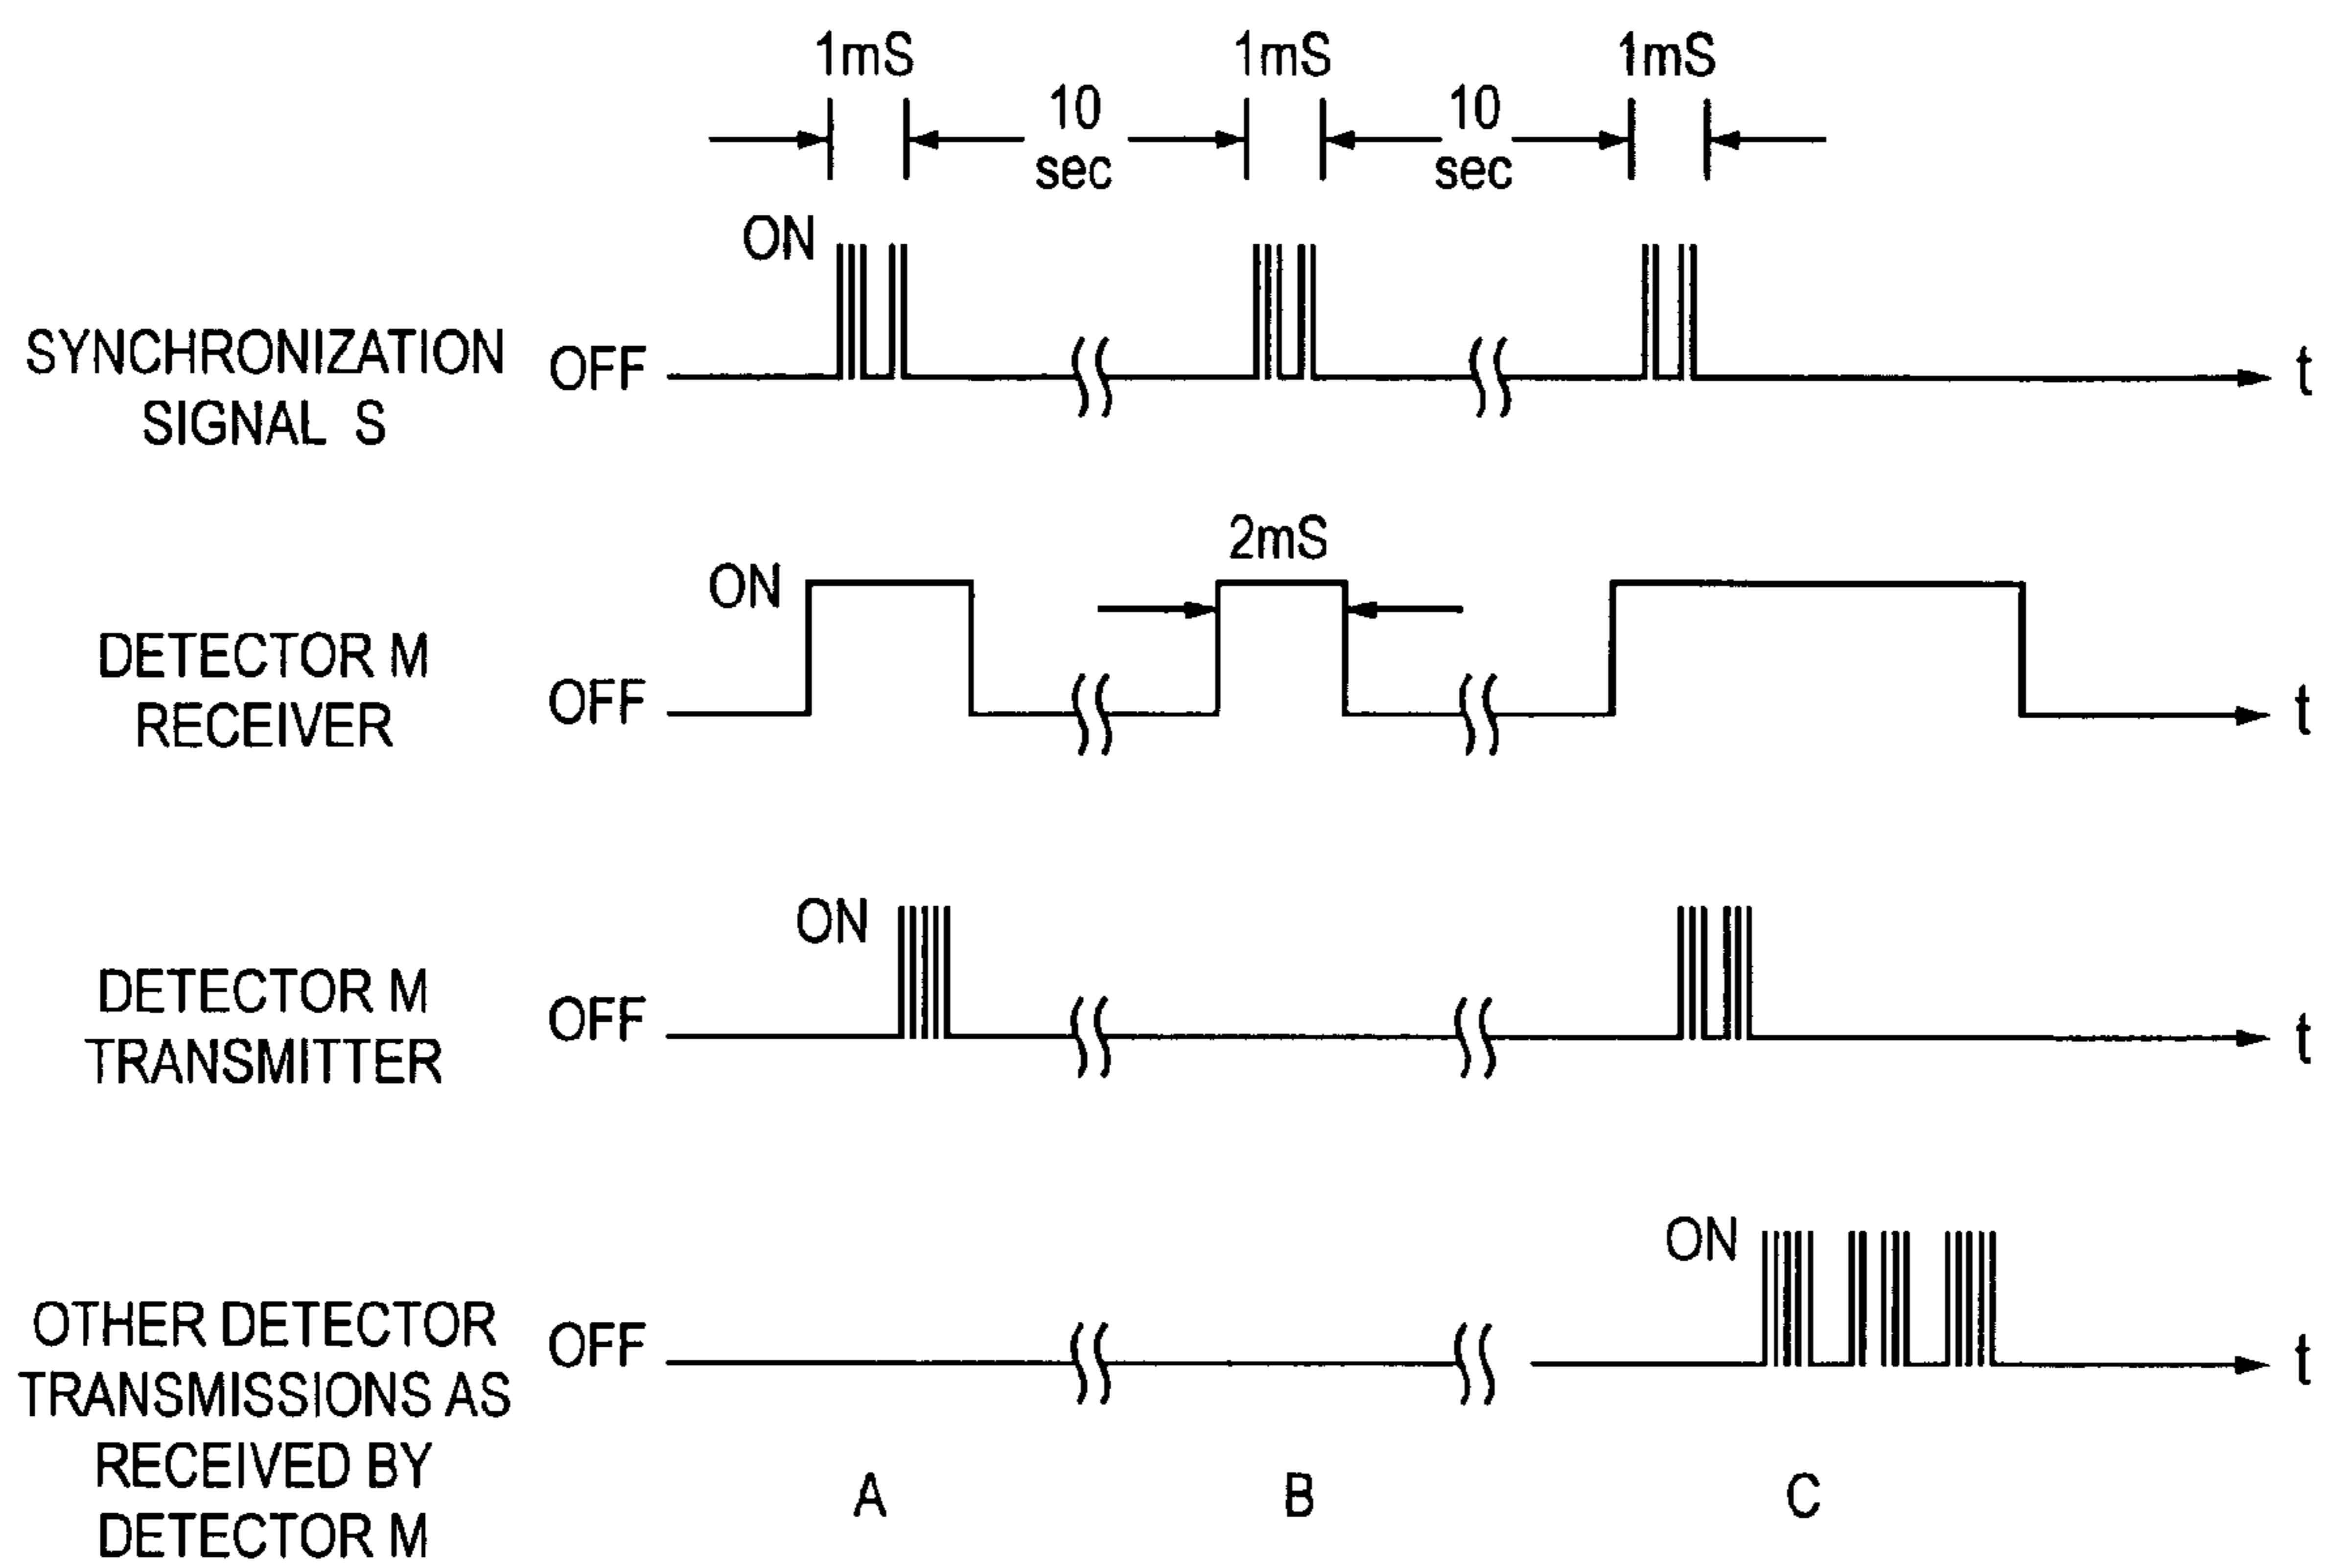 1mS 1mS 1mS
10 sec 10 sec
ON
SYNCHRONIZATION
SIGNAL S
OFF
t
2mS
ON
DETECTOR M
RECEIVER
OFF
t
ON
DETECTOR M
TRANSMITTER
OFF
t
ON
OTHER DETECTOR
TRANSMISSIONS AS
RECEIVED BY
DETECTOR M
OFF
t
A B C